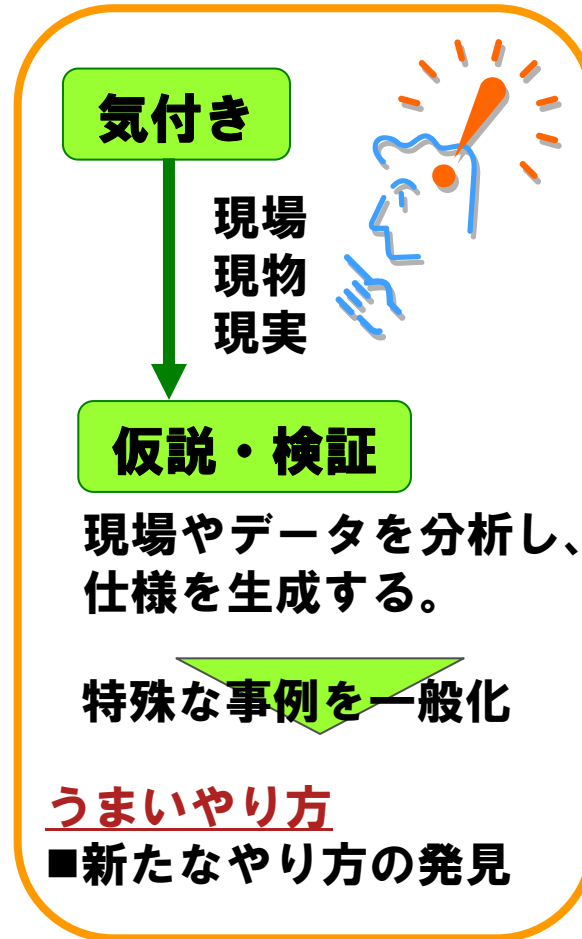 気付き
現場
現物
現実
仮説・検証
現場やデータを分析し、
仕様を生成する。
特殊な事例を一般化
うまいやり方
■新たなやり方の発見